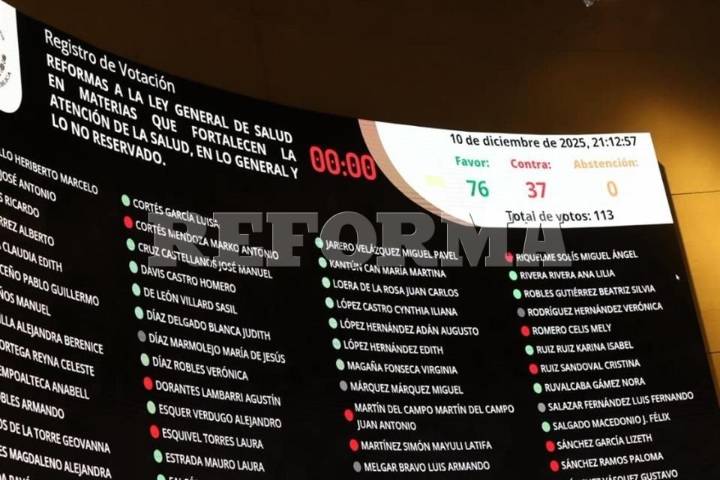 Registro de Votación
REFORMAS A LA LEY GENERAL DE SALUD
EN MATERIAS QUE FORTALECEN LA
ATENCIÓN DE LA SALUD, EN LO GENERAL Y
LO NO RESERVADO.
00:00
10 de diciembre de 2025, 21:12:57
Favor: Contra: Abstención:
76 37 0
Total de votos: 113
REFORMA
HERIBERTO MARCELO
JOSÉ ANTONIO
RICARDO
ALBERTO
CLAUDIA EDITH
PABLO GUILLERMO
MANUEL
ALEJANDRA BERENICE
ORTEGA REYNA CELESTE
ANABELL
ARMANDO
DE LA TORRE GEOVANNA
MAGDALENO ALEJANDRA
CORTÉS GARCÍA LUISA
CORTÉS MENDOZA MARKO ANTONIO
CRUZ CASTELLANOS JOSÉ MANUEL
DAVIS CASTRO HOMERO
DE LEÓN VILLARD SASIL
DÍAZ DELGADO BLANCA JUDITH
DÍAZ MARMOLEJO MARÍA DE JESÚS
DÍAZ ROBLES VERÓNICA
DORANTES LAMBARRI AGUSTÍN
ESQUER VERDUGO ALEJANDRO
ESQUIVEL TORRES LAURA
ESTRADA MAURO LAURA
JARERO VELÁZQUEZ MIGUEL PAVEL
KANTÚN CAN MARÍA MARTINA
LOERA DE LA ROSA JUAN CARLOS
LÓPEZ CASTRO CYNTHIA ILIANA
LÓPEZ HERNÁNDEZ ADÁN AUGUSTO
LÓPEZ HERNÁNDEZ EDITH
MAGAÑA FONSECA VIRGINIA
MÁRQUEZ MÁRQUEZ MIGUEL
MARTÍN DEL CAMPO MARTÍN DEL CAMPO
JUAN ANTONIO
MARTÍNEZ SIMÓN MAYULI LATIFA
MELGAR BRAVO LUIS ARMANDO
RIQUELME SOLÍS MIGUEL ÁNGEL
RIVERA RIVERA ANA LILIA
ROBLES GUTIÉRREZ BEATRIZ SILVIA
RODRÍGUEZ HERNÁNDEZ VERÓNICA
ROMERO CELIS MELY
RUIZ RUIZ KARINA ISABEL
RUIZ SANDOVAL CRISTINA
RUVALCABA GÁMEZ NORA
SALAZAR FERNÁNDEZ LUIS FERNANDO
SALGADO MACEDONIO J. FÉLIX
SÁNCHEZ GARCÍA LIZETH
SÁNCHEZ RAMOS PALOMA
SÁNCHEZ VÁSQUEZ GUSTAVO